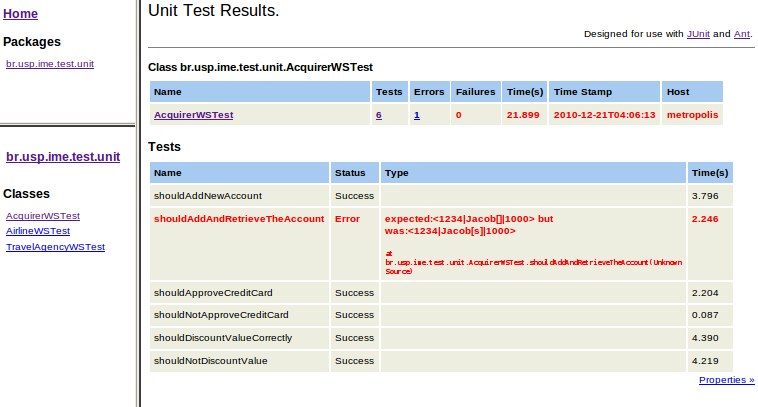 Home
Packages
br.usp.ime.test.unit
br.usp.ime.test.unit
Classes
AcquirerWSTest
AirlineWSTest
TravelAgencyWSTest
Unit Test Results.
Designed for use with JUnit and Ant.
Class br.usp.ime.test.unit.AcquirerWSTest
Name Tests Errors Failures Time(s) Time Stamp Host
AcquirerWSTest 6 1 0 21.899 2010-12-21T04:06:13 metropolis
Tests
Name Status Type Time(s)
shouldAddNewAccount Success 3.796
shouldAddAndRetrieveTheAccount Error expected:<1234|Jacob[]|1000> but 2.246
was:<1234|Jacob[s]|1000>
at
br.usp.ime.test.unit.AcquirerWSTest.shouldAddAndRetrieveTheAccount(Unknown
Source)
shouldApproveCreditCard Success 2.204
shouldNotApproveCreditCard Success 0.087
shouldDiscountValueCorrectly Success 4.390
shouldNotDiscountValue Success 4.219
Properties »